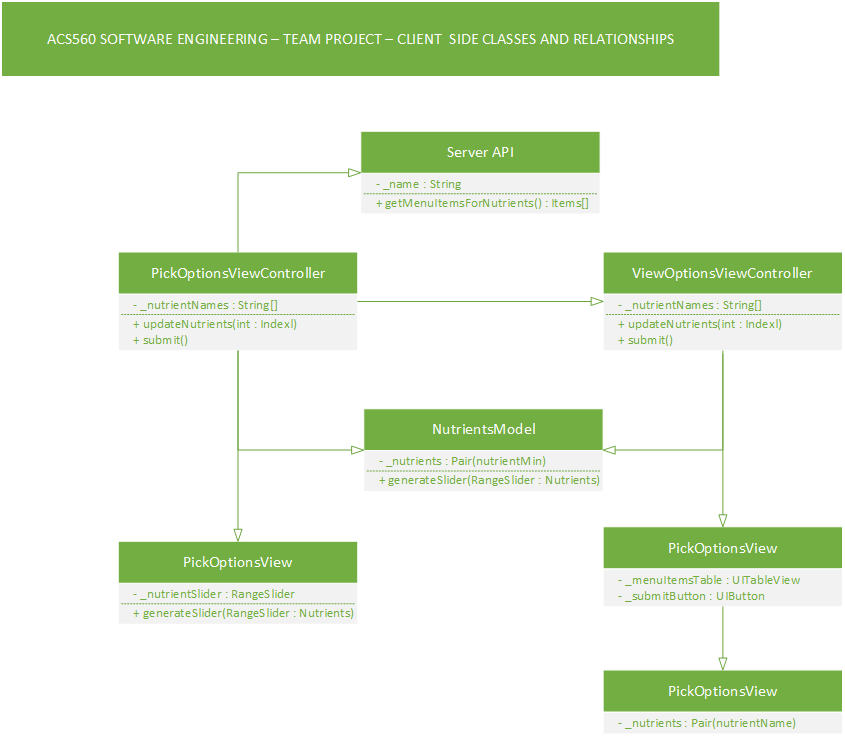 ACS560 SOFTWARE ENGINEERING – TEAM PROJECT – CLIENT SIDE CLASSES AND RELATIONSHIPS
Server API
- _name : String
+ getMenuItemsForNutrients() : Items[]
PickOptionsViewController
- _nutrientNames : String[]
+ updateNutrients(int : Indexl)
+ submit()
ViewOptionsViewController
- _nutrientNames : String[]
+ updateNutrients(int : Indexl)
+ submit()
NutrientsModel
- _nutrients : Pair(nutrientMin)
+ generateSlider(RangeSlider : Nutrients)
PickOptionsView
- _nutrientSlider : RangeSlider
+ generateSlider(RangeSlider : Nutrients)
PickOptionsView
- _menuItemsTable : UITableView
- _submitButton : UIButton
PickOptionsView
- _nutrients : Pair(nutrientName)